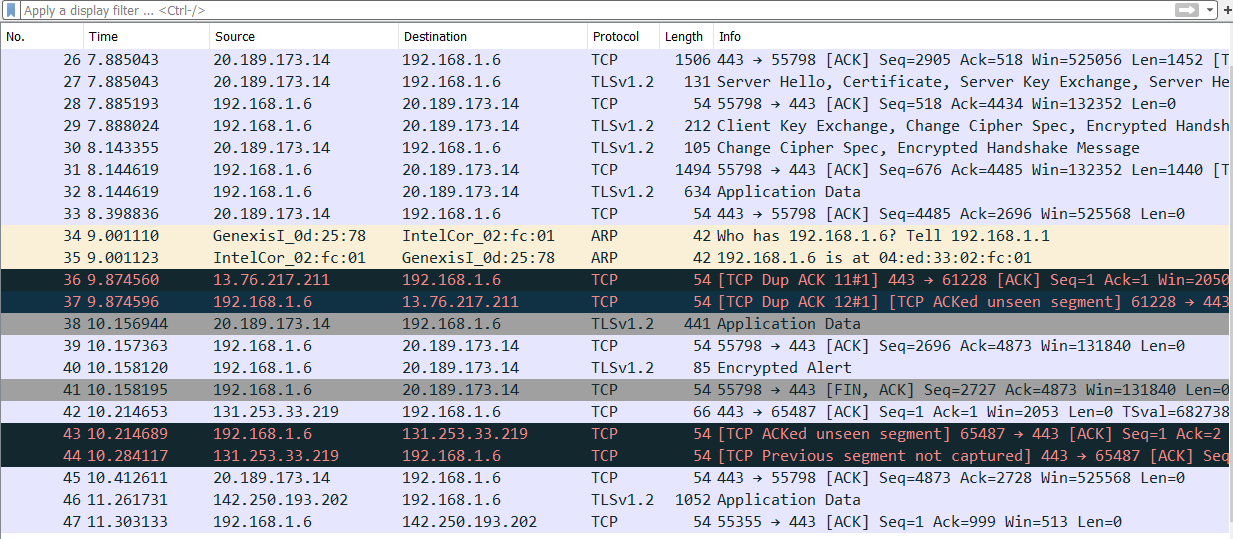 Apply a display filter ... <Ctrl-/>
No. Time Source Destination Protocol Length Info
26 7.885043 20.189.173.14 192.168.1.6 TCP 1506 443 → 55798 [ACK] Seq=2905 Ack=518 Win=525056 Len=1452 [T
27 7.885043 20.189.173.14 192.168.1.6 TLSv1.2 131 Server Hello, Certificate, Server Key Exchange, Server He
28 7.885193 192.168.1.6 20.189.173.14 TCP 54 55798 → 443 [ACK] Seq=518 Ack=4434 Win=132352 Len=0
29 7.888024 192.168.1.6 20.189.173.14 TLSv1.2 212 Client Key Exchange, Change Cipher Spec, Encrypted Handsh
30 8.143355 20.189.173.14 192.168.1.6 TLSv1.2 105 Change Cipher Spec, Encrypted Handshake Message
31 8.144619 192.168.1.6 20.189.173.14 TCP 1494 55798 → 443 [ACK] Seq=676 Ack=4485 Win=132352 Len=1440 [T
32 8.144619 192.168.1.6 20.189.173.14 TLSv1.2 634 Application Data
33 8.398836 20.189.173.14 192.168.1.6 TCP 54 443 → 55798 [ACK] Seq=4485 Ack=2696 Win=525568 Len=0
34 9.001110 GenexisI_0d:25:78 IntelCor_02:fc:01 ARP 42 Who has 192.168.1.6? Tell 192.168.1.1
35 9.001123 IntelCor_02:fc:01 GenexisI_0d:25:78 ARP 42 192.168.1.6 is at 04:ed:33:02:fc:01
36 9.874560 13.76.217.211 192.168.1.6 TCP 54 [TCP Dup ACK 11#1] 443 → 61228 [ACK] Seq=1 Ack=1 Win=2050
37 9.874596 192.168.1.6 13.76.217.211 TCP 54 [TCP Dup ACK 12#1] [TCP ACKed unseen segment] 61228 → 443
38 10.156944 20.189.173.14 192.168.1.6 TLSv1.2 441 Application Data
39 10.157363 192.168.1.6 20.189.173.14 TCP 54 55798 → 443 [ACK] Seq=2696 Ack=4873 Win=131840 Len=0
40 10.158120 192.168.1.6 20.189.173.14 TLSv1.2 85 Encrypted Alert
41 10.158195 192.168.1.6 20.189.173.14 TCP 54 55798 → 443 [FIN, ACK] Seq=2727 Ack=4873 Win=131840 Len=0
42 10.214653 131.253.33.219 192.168.1.6 TCP 66 443 → 65487 [ACK] Seq=1 Ack=1 Win=2053 Len=0 TSval=682738
43 10.214689 192.168.1.6 131.253.33.219 TCP 54 [TCP ACKed unseen segment] 65487 → 443 [ACK] Seq=1 Ack=2
44 10.284117 131.253.33.219 192.168.1.6 TCP 54 [TCP Previous segment not captured] 443 → 65487 [ACK] Seq
45 10.412611 20.189.173.14 192.168.1.6 TCP 54 443 → 55798 [ACK] Seq=4873 Ack=2728 Win=525568 Len=0
46 11.261731 142.250.193.202 192.168.1.6 TLSv1.2 1052 Application Data
47 11.303133 192.168.1.6 142.250.193.202 TCP 54 55355 → 443 [ACK] Seq=1 Ack=999 Win=513 Len=0